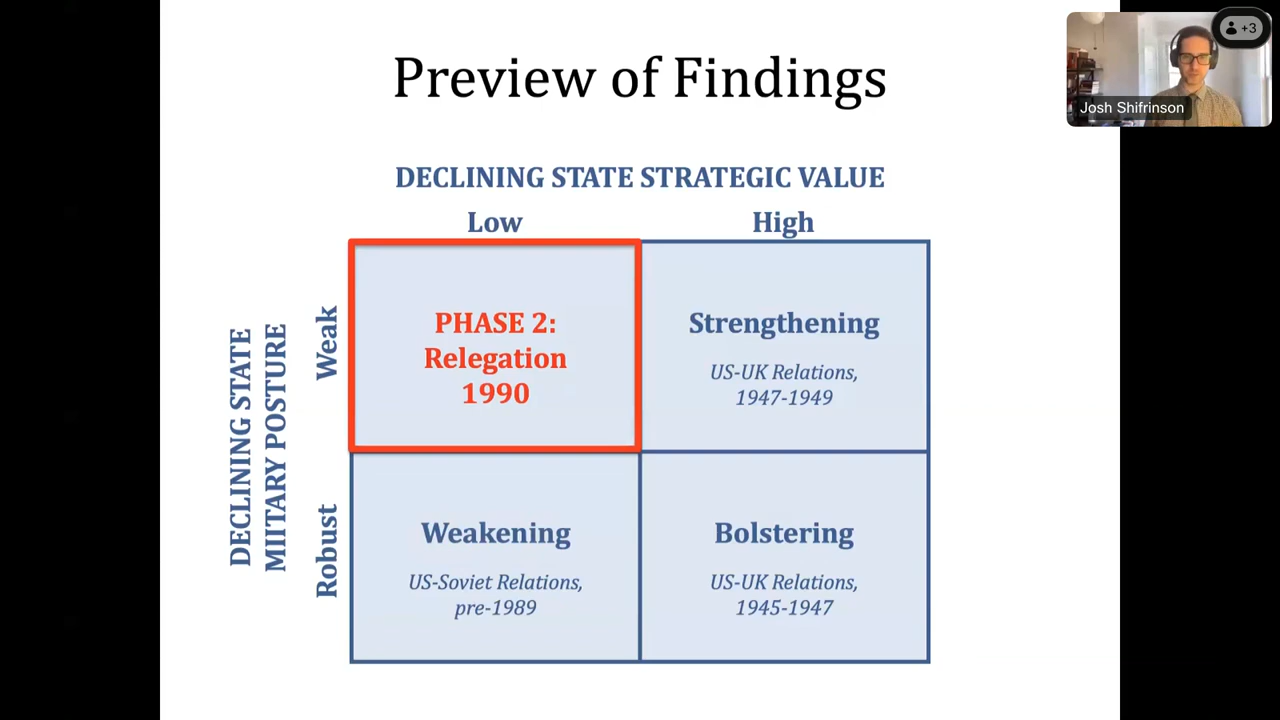 Preview of Findings
+3
Josh Shifrinson
DECLINING STATE STRATEGIC VALUE
Low
High
DECLINING STATE
MIITARY POSTURE
Weak
PHASE 2:
Relegation
1990
Strengthening
US-UK Relations,
1947-1949
Robust
Weakening
US-Soviet Relations,
pre-1989
Bolstering
US-UK Relations,
1945-1947